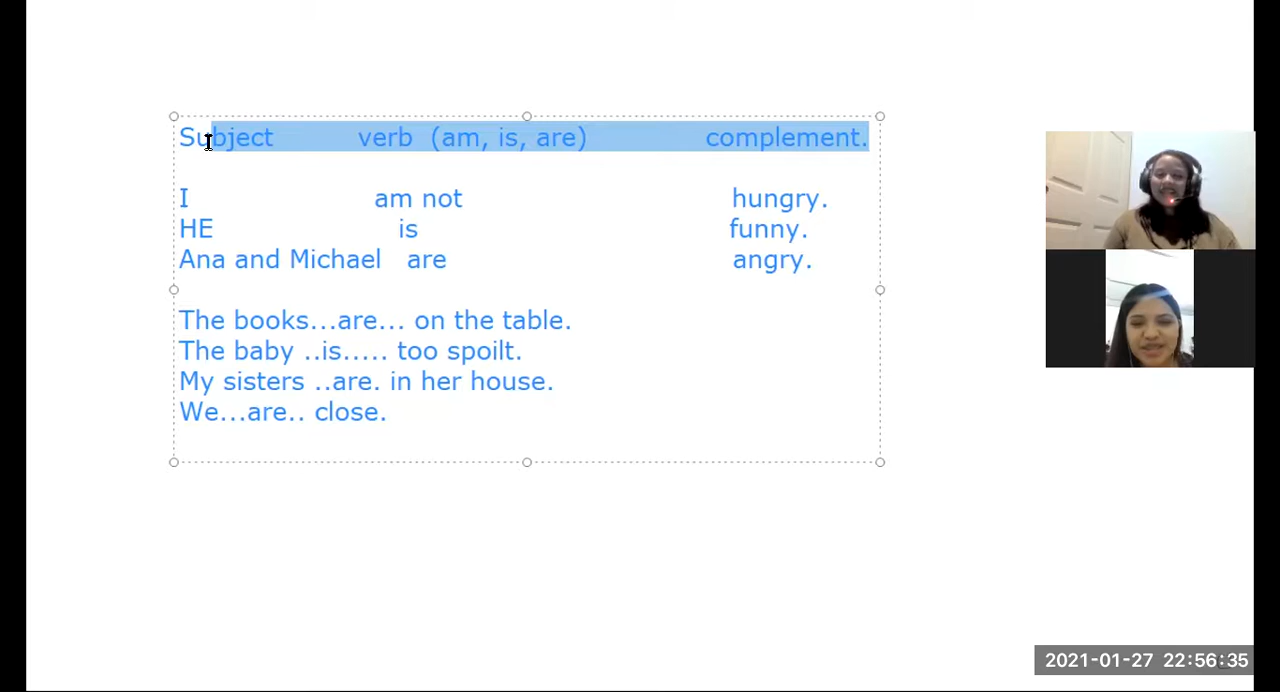 Subject verb (am, is, are) complement.
I am not hungry.
HE is funny.
Ana and Michael are angry.
The books...are... on the table.
The baby ..is..... too spoilt.
My sisters ..are. in her house.
We...are.. close.
2021-01-27 22:56:35